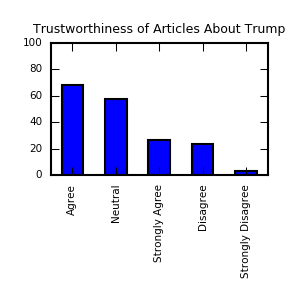 Trustworthiness of Articles About Trump
100
80
60
40
20
0
Agree
Neutral
Strongly Agree
Disagree
Strongly Disagree